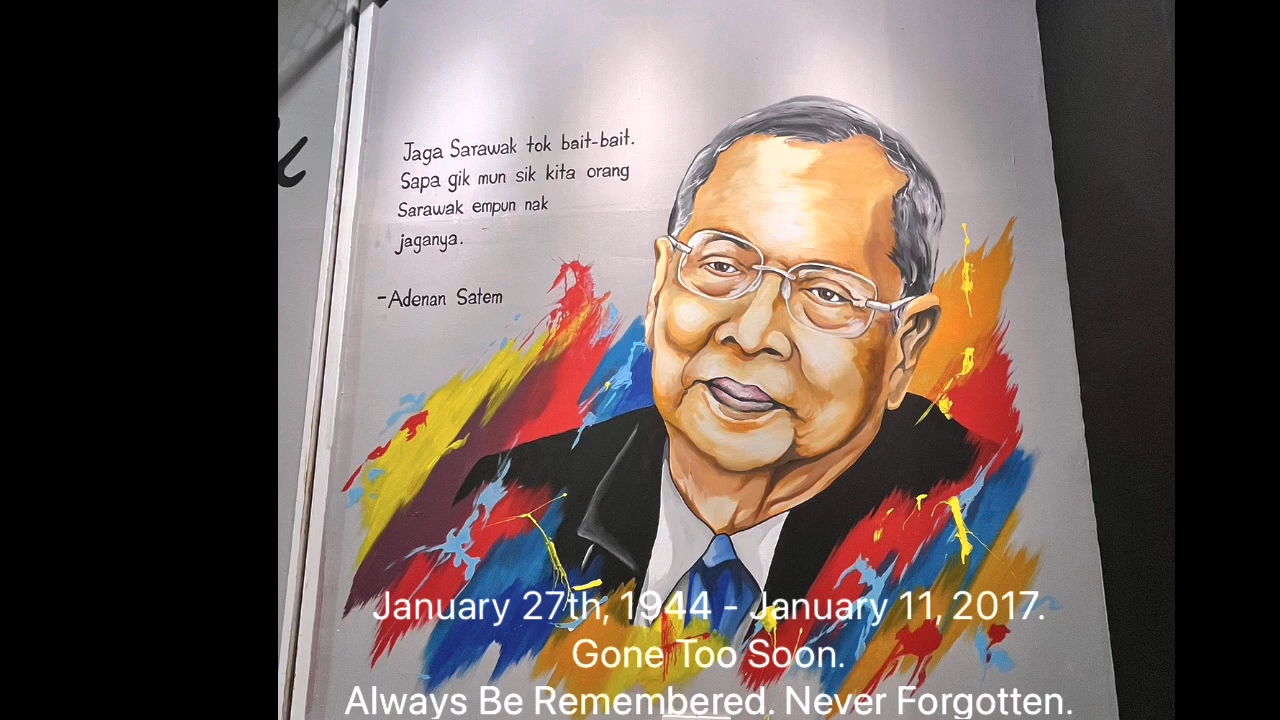 Jaga Sarawak tok bait-bait.
Sapa gik mun sik kita orang
Sarawak empun nak
jaganya.
-Adenan Satem
January 27th, 1944 - January 11, 2017.
Gone Too Soon.
Always Be Remembered. Never Forgotten.